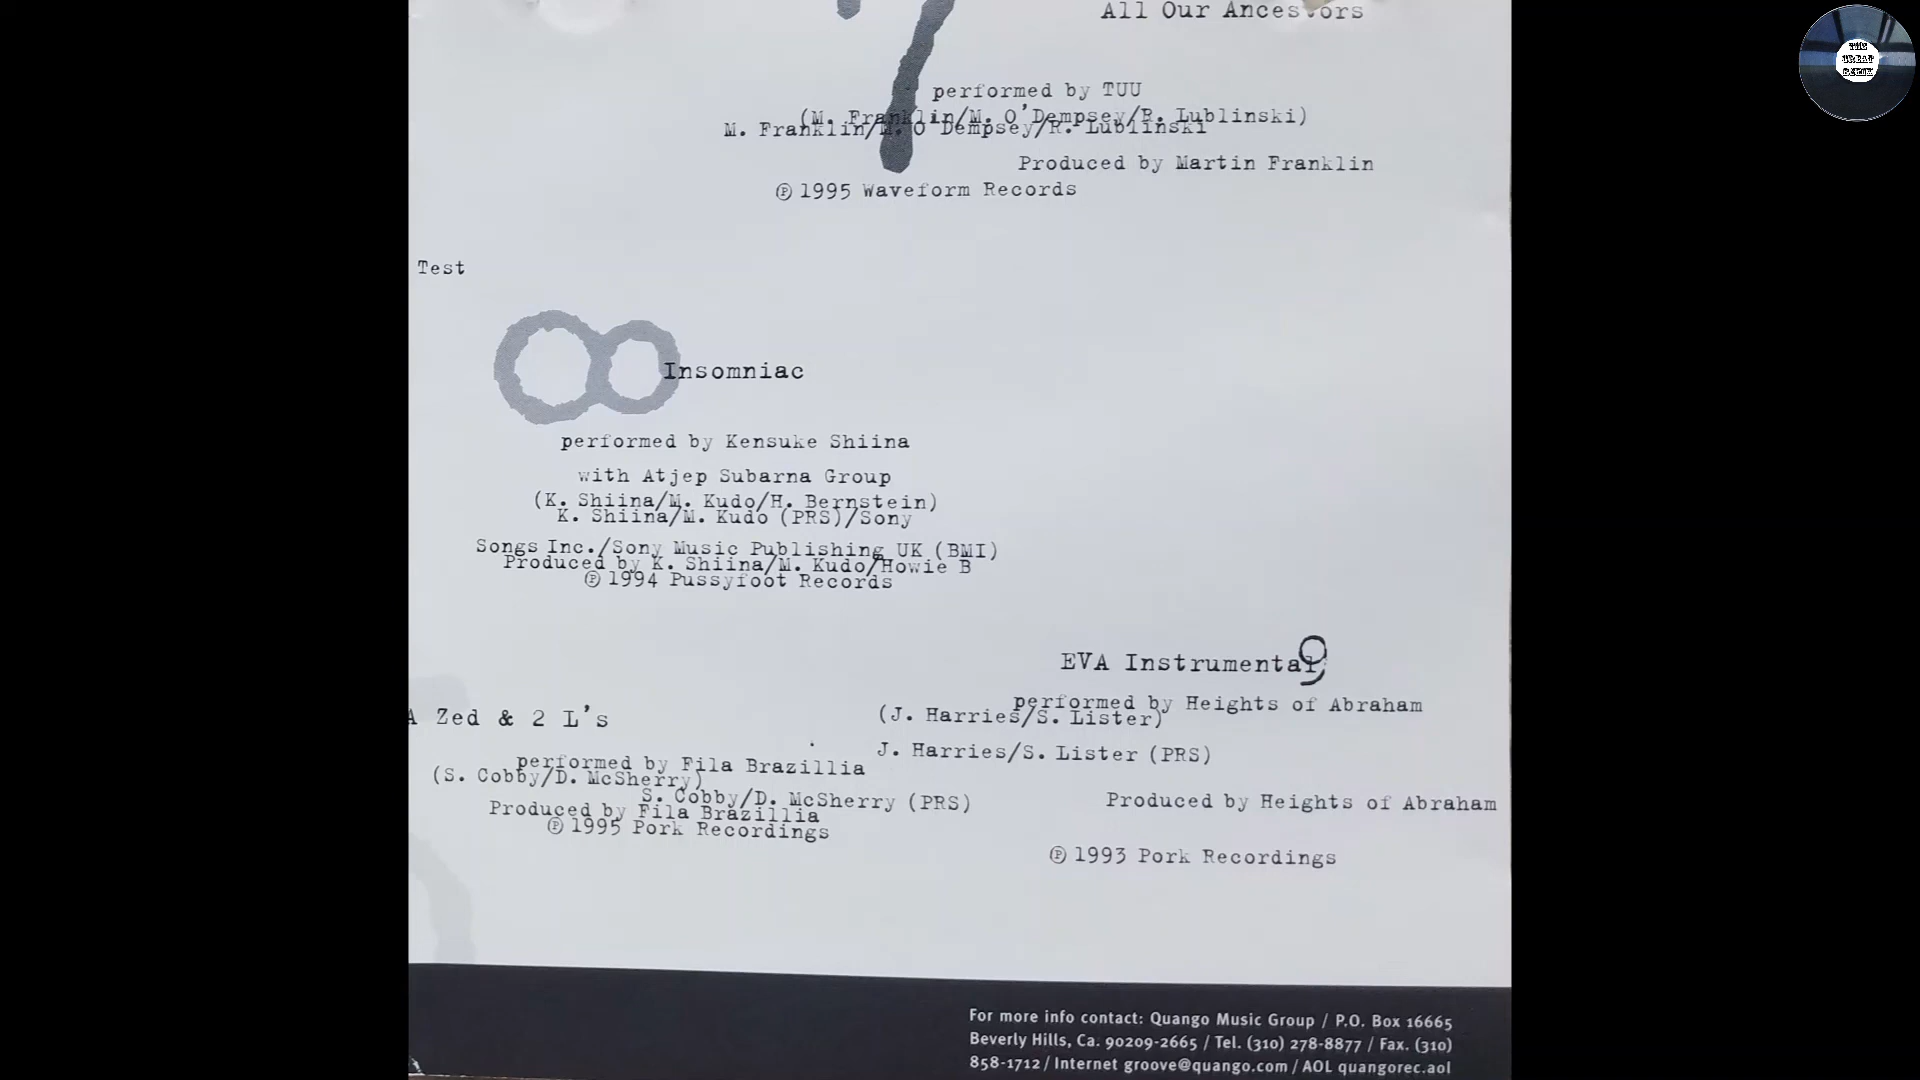 All Our Ancestors
7
performed by TUU
(M. Franklin/M. O'Dempsey/R. Lublinski)
M. Franklin/M. O'Dempsey/R. Lublinski
Produced by Martin Franklin
℗ 1995 Waveform Records
Test
8
Insomniac
performed by Kensuke Shiina
with Atjep Subarna Group
(K. Shiina/M. Kudo/H. Bernstein)
K. Shiina/M. Kudo (PRS)/Sony
Songs Inc./Sony Music Publishing UK (BMI)
Produced by K. Shiina/M. Kudo/Howie B
℗ 1994 Pussyfoot Records
EVA Instrumental 9
performed by Heights of Abraham
(J. Harries/S. Lister)
J. Harries/S. Lister (PRS)
Produced by Heights of Abraham
℗ 1993 Pork Recordings
A Zed & 2 L's
performed by Fila Brazillia
(S. Cobby/D. McSherry)
S. Cobby/D. McSherry (PRS)
Produced by Fila Brazillia
℗ 1995 Pork Recordings
For more info contact: Quango Music Group / P.O. Box 16665
Beverly Hills, Ca. 90209-2665 / Tel. (310) 278-8877 / Fax. (310)
858-1712 / Internet groove@quango.com / AOL quangorec.aol
THE
GREAT